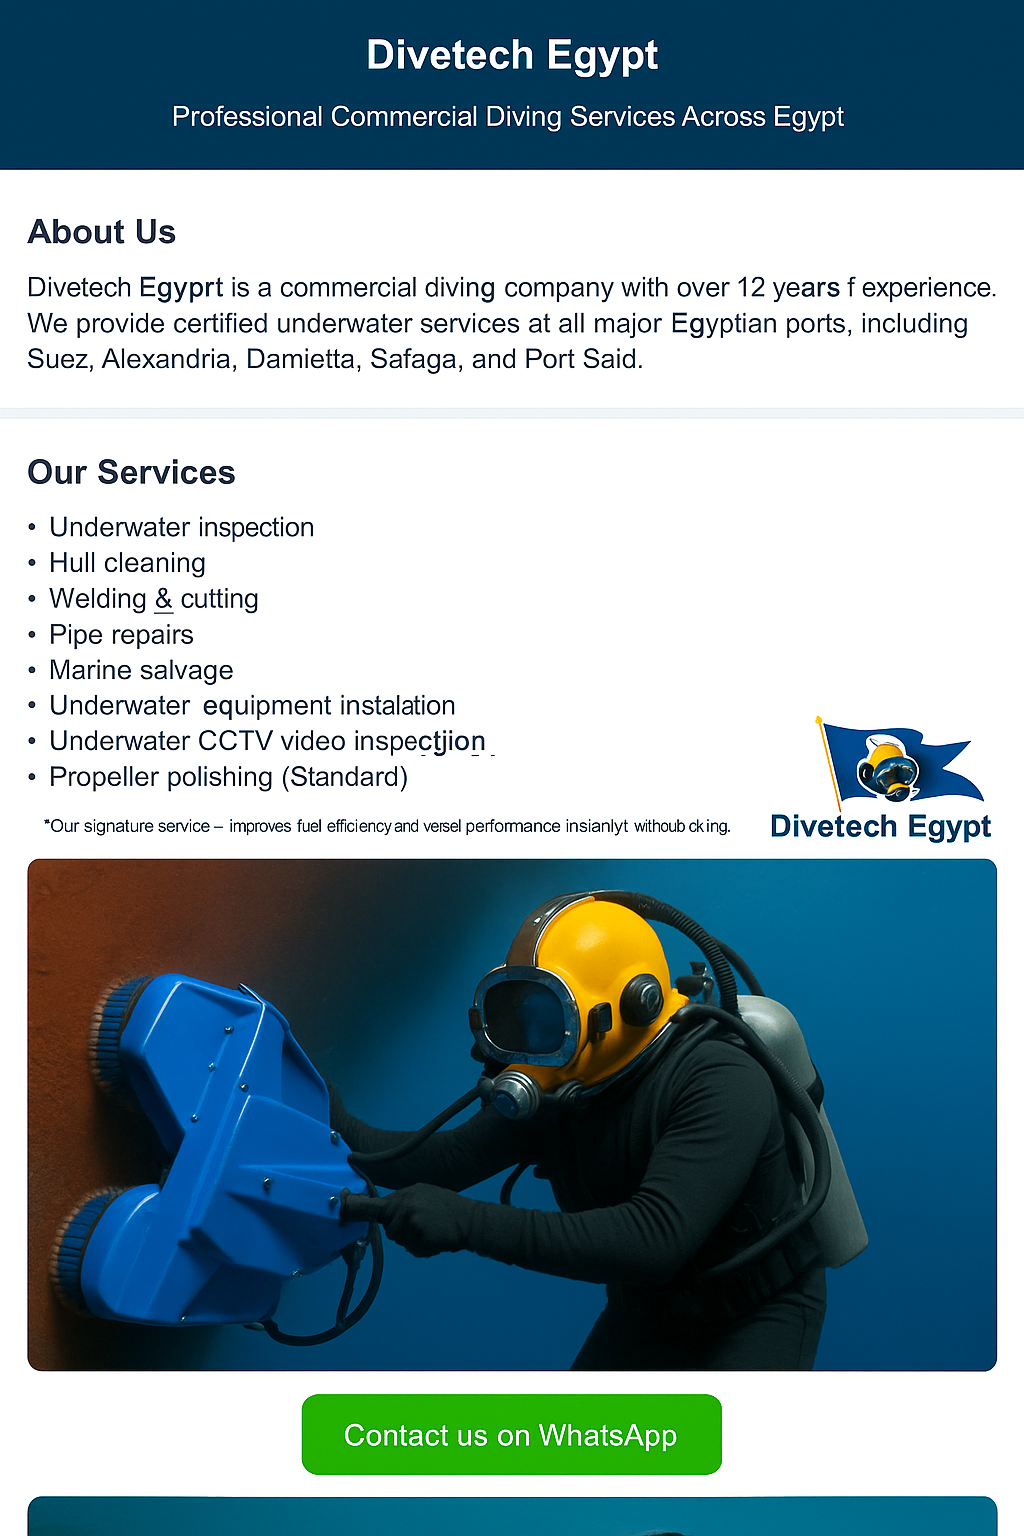 Divetech Egypt
Professional Commercial Diving Services Across Egypt
About Us
Divetech Egyprt is a commercial diving company with over 12 years f experience.
We provide certified underwater services at all major Egyptian ports, including
Suez, Alexandria, Damietta, Safaga, and Port Said.
Our Services
• Underwater inspection
• Hull cleaning
• Welding & cutting
• Pipe repairs
• Marine salvage
• Underwater equipment instalation
• Underwater CCTV video inspectjion
• Propeller polishing (Standard)
*Our signature service – improves fuel efficiency and versel performance insianlyt withoub ck ing.
Divetech Egypt
Contact us on WhatsApp